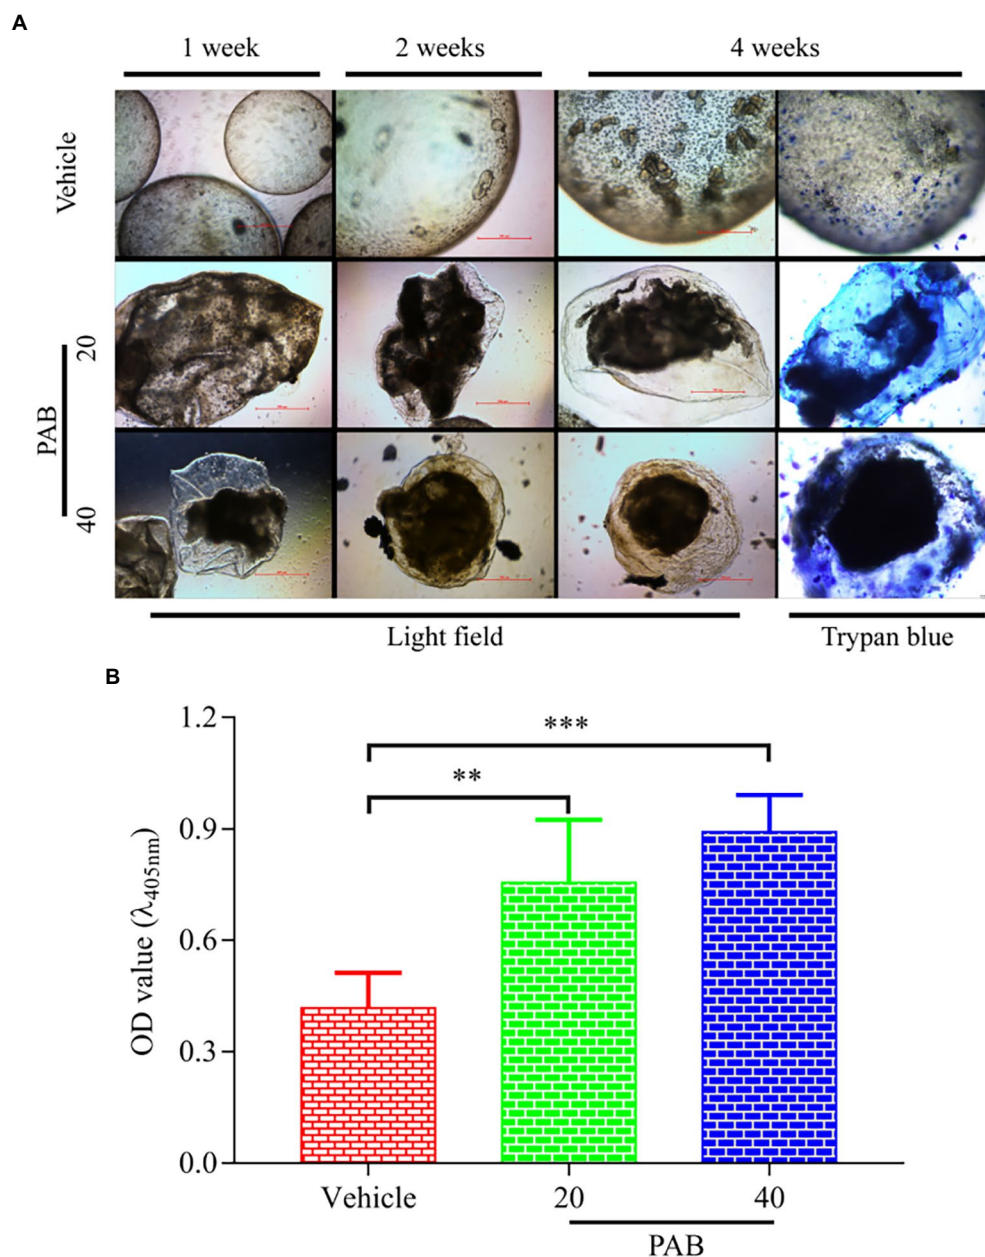 A
1 week 2 weeks 4 weeks
Vehicle
PAB
20
40
Light field Trypan blue
B
OD value (λ405nm)
1.2
0.9
0.6
0.3
0.0
***
**
Vehicle 20 40
PAB